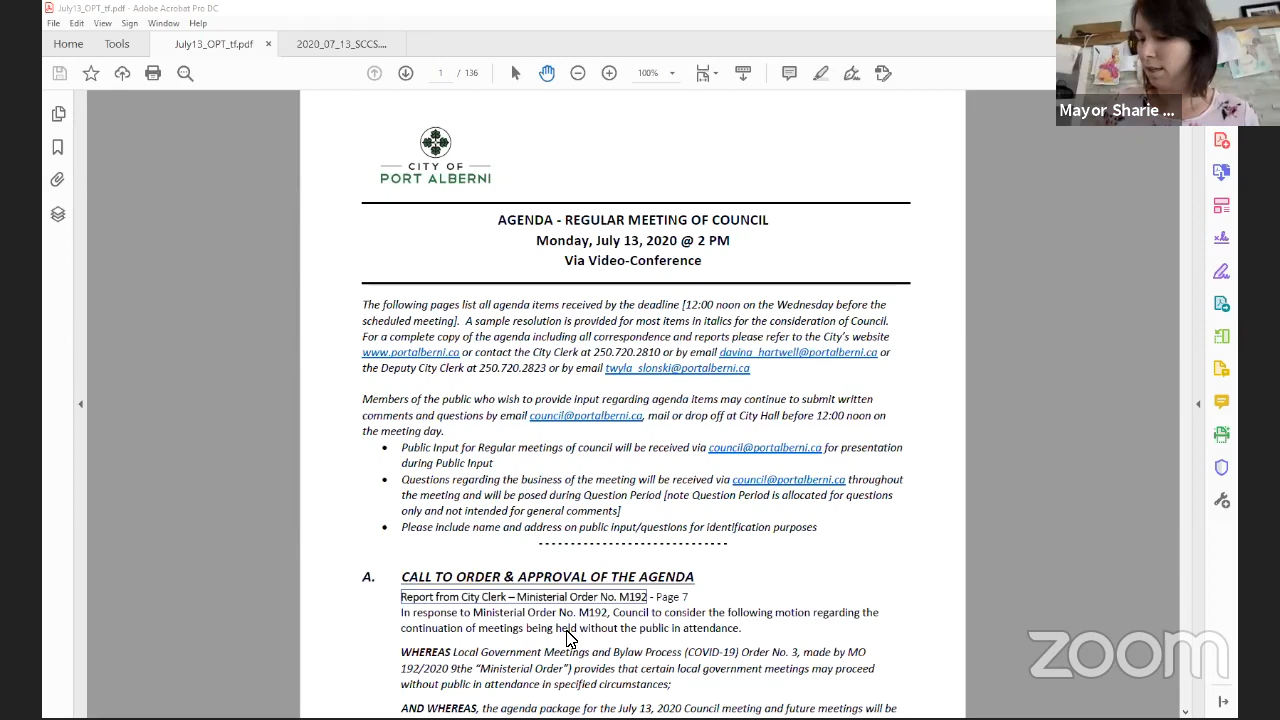 July13_OPT_tf.pdf - Adobe Acrobat Pro DC
File Edit View Sign Window Help
Home Tools July13_OPT_tf.pdf × 2020_07_13_SCCS....
1 / 136 100%
Mayor Sharie ...
CITY OF
PORT ALBERNI
AGENDA - REGULAR MEETING OF COUNCIL
Monday, July 13, 2020 @ 2 PM
Via Video-Conference
The following pages list all agenda items received by the deadline [12:00 noon on the Wednesday before the
scheduled meeting]. A sample resolution is provided for most items in italics for the consideration of Council.
For a complete copy of the agenda including all correspondence and reports please refer to the City's website
www.portalberni.ca or contact the City Clerk at 250.720.2810 or by email davina_hartwell@portalberni.ca or
the Deputy City Clerk at 250.720.2823 or by email twyla_slonski@portalberni.ca
Members of the public who wish to provide input regarding agenda items may continue to submit written
comments and questions by email council@portalberni.ca, mail or drop off at City Hall before 12:00 noon on
the meeting day.
• Public Input for Regular meetings of council will be received via council@portalberni.ca for presentation
during Public Input
• Questions regarding the business of the meeting will be received via council@portalberni.ca throughout
the meeting and will be posed during Question Period [note Question Period is allocated for questions
only and not intended for general comments]
• Please include name and address on public input/questions for identification purposes
- - - - - - - - - - - - - - - - - - - - - - - - - - - -
A. CALL TO ORDER & APPROVAL OF THE AGENDA
Report from City Clerk – Ministerial Order No. M192 - Page 7
In response to Ministerial Order No. M192, Council to consider the following motion regarding the
continuation of meetings being held without the public in attendance.
WHEREAS Local Government Meetings and Bylaw Process (COVID-19) Order No. 3, made by MO
192/2020 9the "Ministerial Order") provides that certain local government meetings may proceed
without public in attendance in specified circumstances;
AND WHEREAS, the agenda package for the July 13, 2020 Council meeting and future meetings will be
zoom